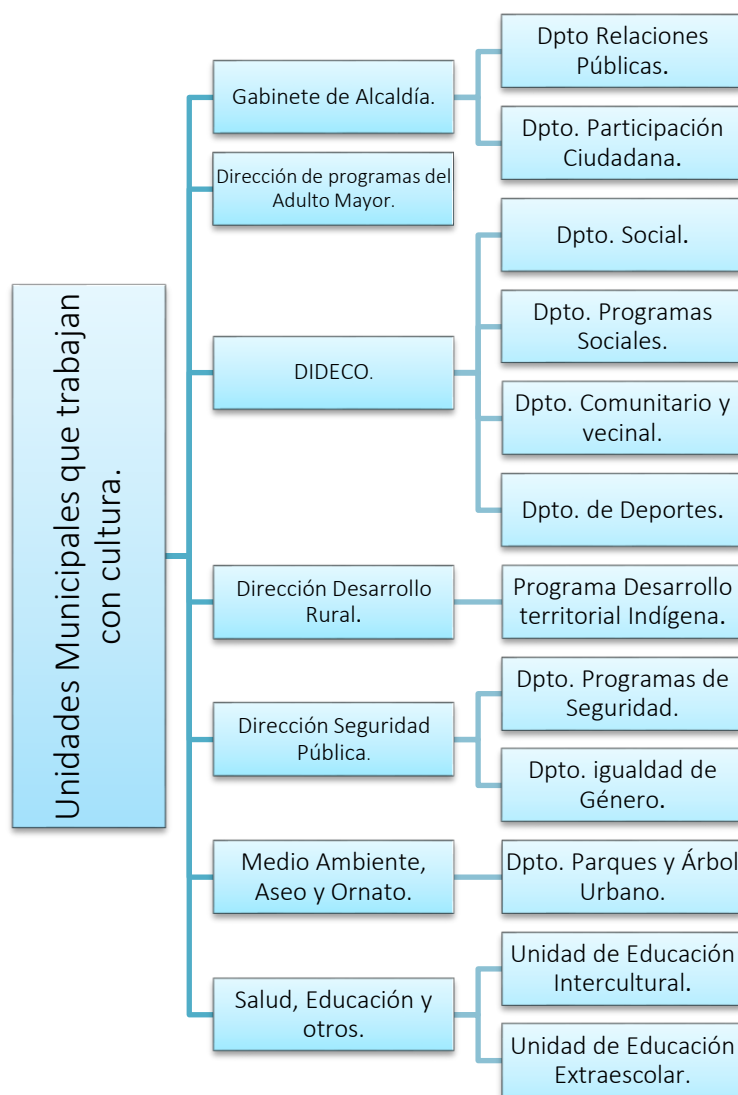 Unidades Municipales que trabajan
con cultura.
Gabinete de Alcaldía.
Dpto Relaciones
Públicas.
Dpto. Participación
Ciudadana.
Dirección de programas del
Adulto Mayor.
DIDECO.
Dpto. Social.
Dpto. Programas
Sociales.
Dpto. Comunitario y
vecinal.
Dpto. de Deportes.
Dirección Desarrollo
Rural.
Programa Desarrollo
territorial Indígena.
Dirección Seguridad
Pública.
Dpto. Programas de
Seguridad.
Dpto. igualdad de
Género.
Medio Ambiente,
Aseo y Ornato.
Dpto. Parques y Árbol
Urbano.
Salud, Educación y
otros.
Unidad de Educación
Intercultural.
Unidad de Educación
Extraescolar.